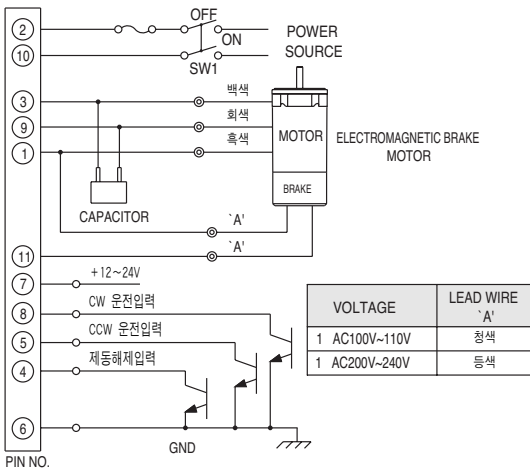 OFF
② POWER
ON
⑩ SOURCE
SW1
③ 백색
⑨ 회색
① 흑색
MOTOR
ELECTROMAGNETIC BRAKE
MOTOR
BRAKE
CAPACITOR
`A'
⑪ `A'
⑦ +12~24V
⑧ CW 운전입력
⑤ CCW 운전입력
④ 제동해제입력
⑥
GND
PIN NO.
VOLTAGE LEAD WIRE `A'
1 AC100V~110V 청색
1 AC200V~240V 등색